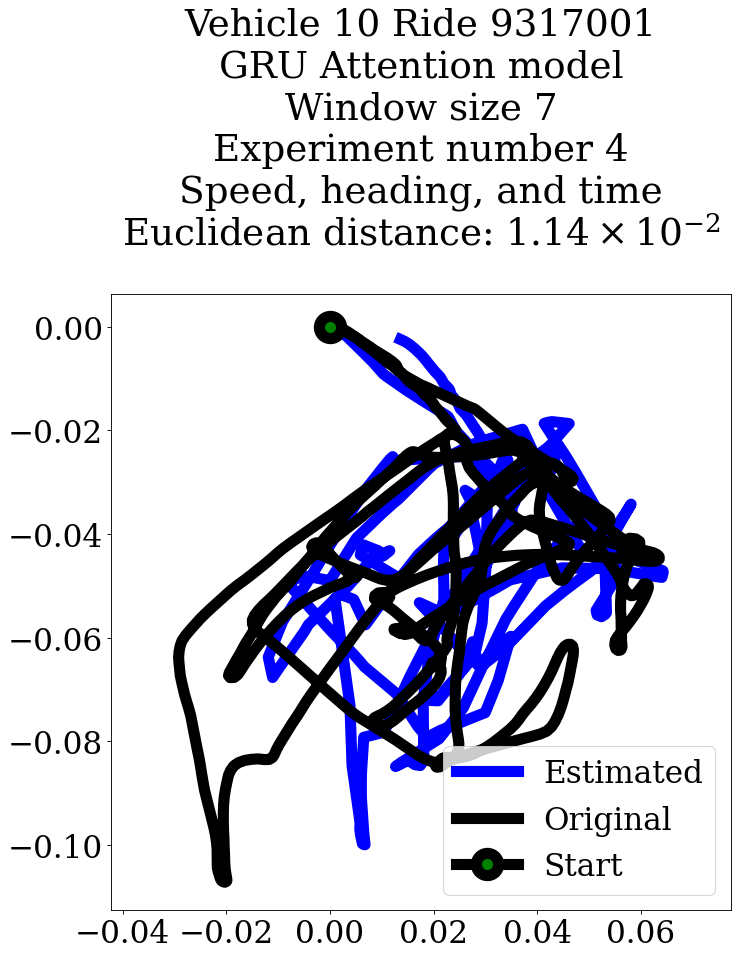 Vehicle 10 Ride 9317001
GRU Attention model
Window size 7
Experiment number 4
Speed, heading, and time
Euclidean distance: 1.14 × 10⁻²
0.00
−0.02
−0.04
−0.06
−0.08
−0.10
Estimated
Original
Start
−0.04 −0.02 0.00 0.02 0.04 0.06